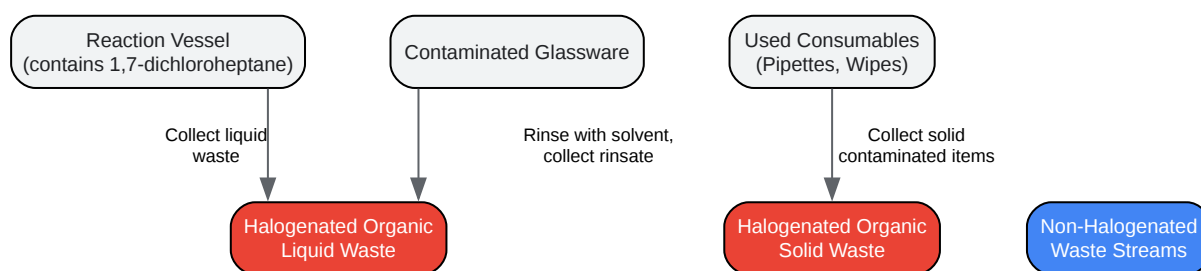 Reaction Vessel
(contains 1,7-dichloroheptane)
Contaminated Glassware
Used Consumables
(Pipettes, Wipes)
Collect liquid
waste
Rinse with solvent,
collect rinsate
Collect solid
contaminated items
Halogenated Organic
Liquid Waste
Halogenated Organic
Solid Waste
Non-Halogenated
Waste Streams